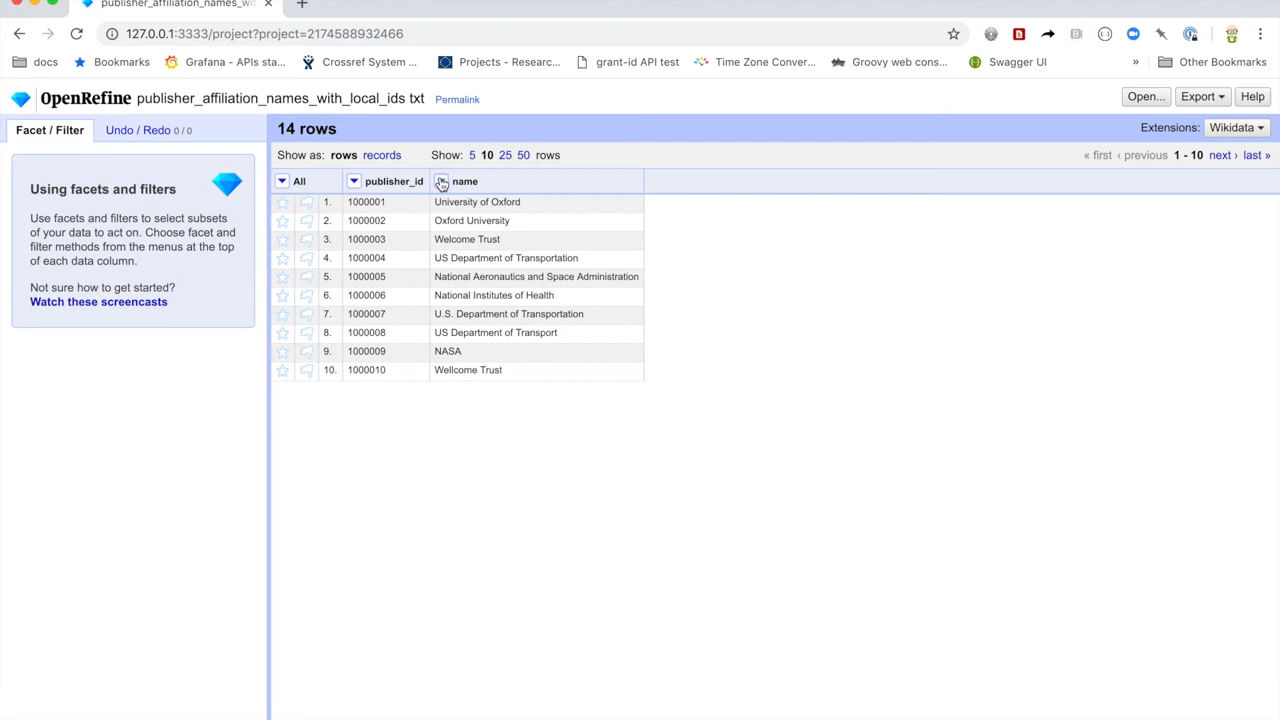 publisher_affiliation_names_wit
127.0.0.1:3333/project?project=2174588932466
docs Bookmarks Grafana - APIs sta... Crossref System ... Projects - Researc... grant-id API test Time Zone Conver... Groovy web cons... Swagger UI » Other Bookmarks
OpenRefine publisher_affiliation_names_with_local_ids txt Permalink Open... Export Help
Facet / Filter Undo / Redo 0 / 0
14 rows Extensions: Wikidata
Show as: rows records Show: 5 10 25 50 rows « first ‹ previous 1 - 10 next › last »
All publisher_id name
1. 1000001 University of Oxford
2. 1000002 Oxford University
3. 1000003 Welcome Trust
4. 1000004 US Department of Transportation
5. 1000005 National Aeronautics and Space Administration
6. 1000006 National Institutes of Health
7. 1000007 U.S. Department of Transportation
8. 1000008 US Department of Transport
9. 1000009 NASA
10. 1000010 Wellcome Trust
Using facets and filters
Use facets and filters to select subsets
of your data to act on. Choose facet and
filter methods from the menus at the top
of each data column.
Not sure how to get started?
Watch these screencasts